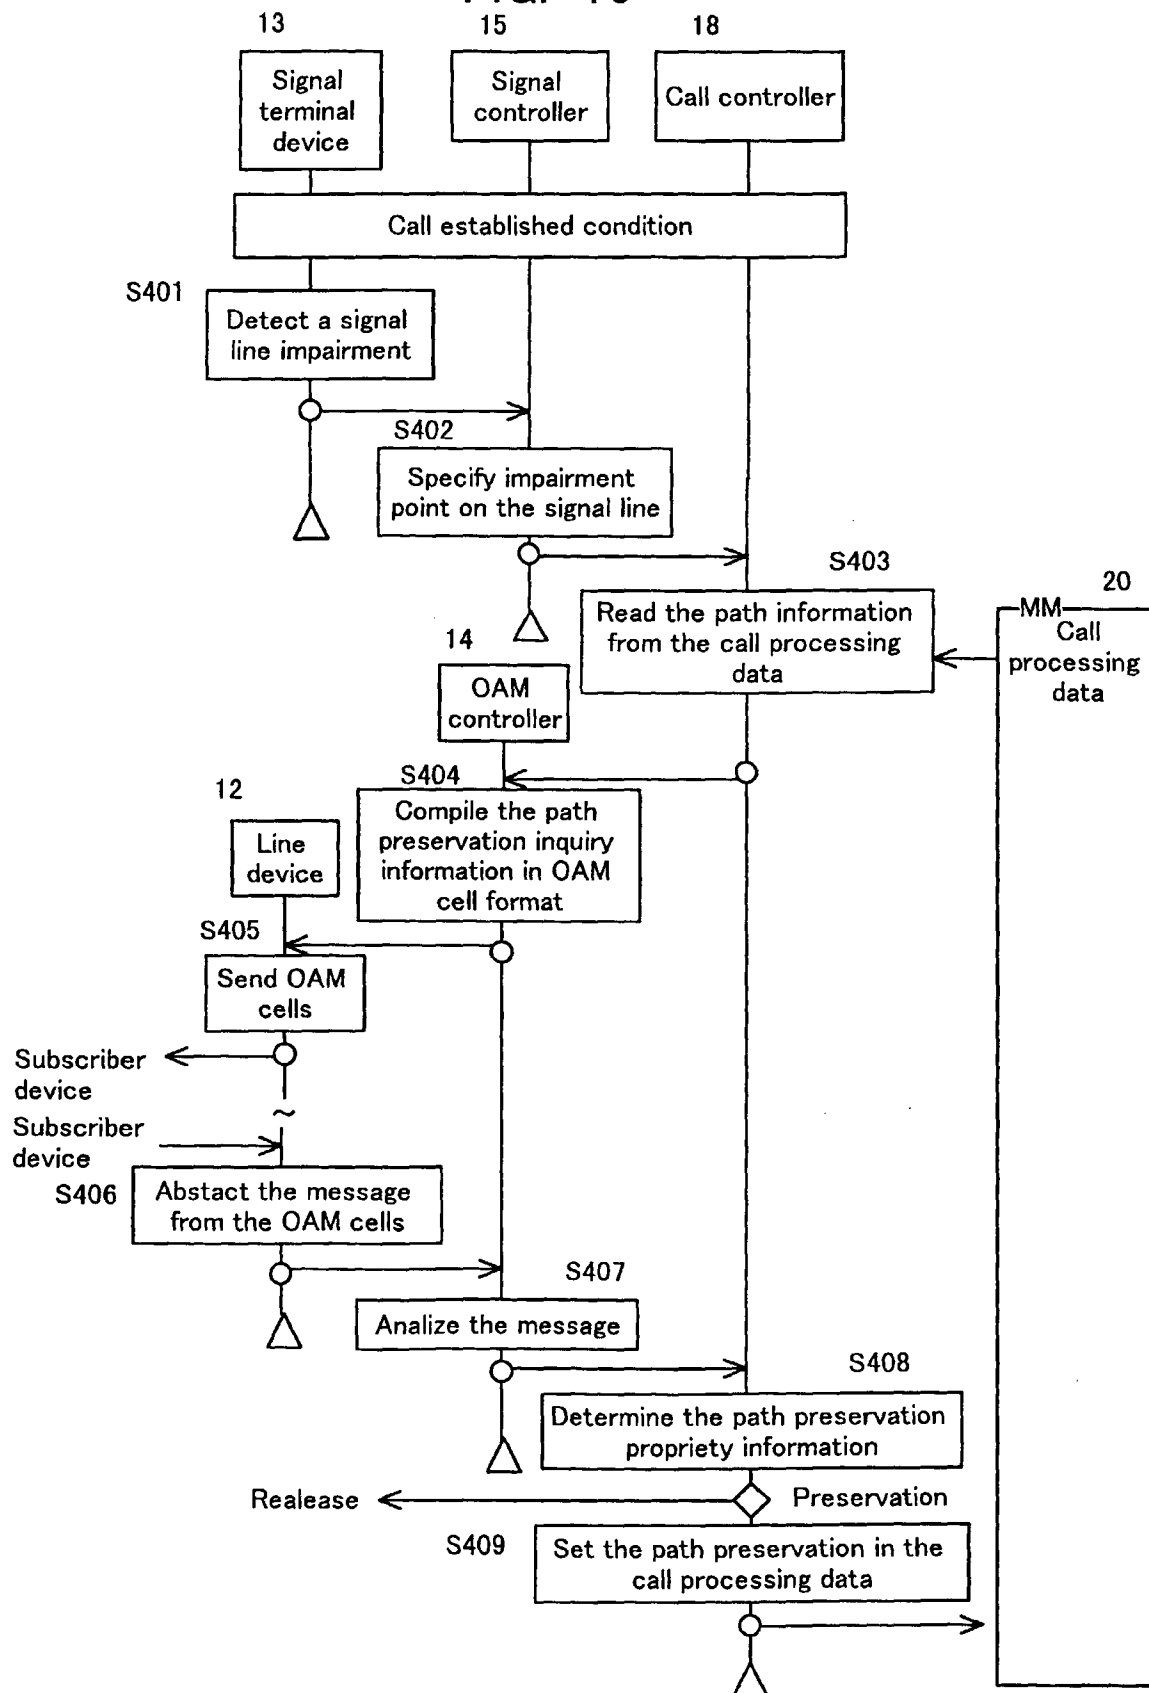 13
15
18
Signal
terminal
device
Signal
controller
Call controller
Call established condition
S401
Detect a signal
line impairment
S402
Specify impairment
point on the signal line
S403
Read the path information
from the call processing
data
20
MM
Call
processing
data
14
OAM
controller
S404
Compile the path
preservation inquiry
information in OAM
cell format
12
Line
device
S405
Send OAM
cells
Subscriber
device
~
Subscriber
device
S406
Abstact the message
from the OAM cells
S407
Analize the message
S408
Determine the path preservation
propriety information
Realease
Preservation
S409
Set the path preservation in the
call processing data